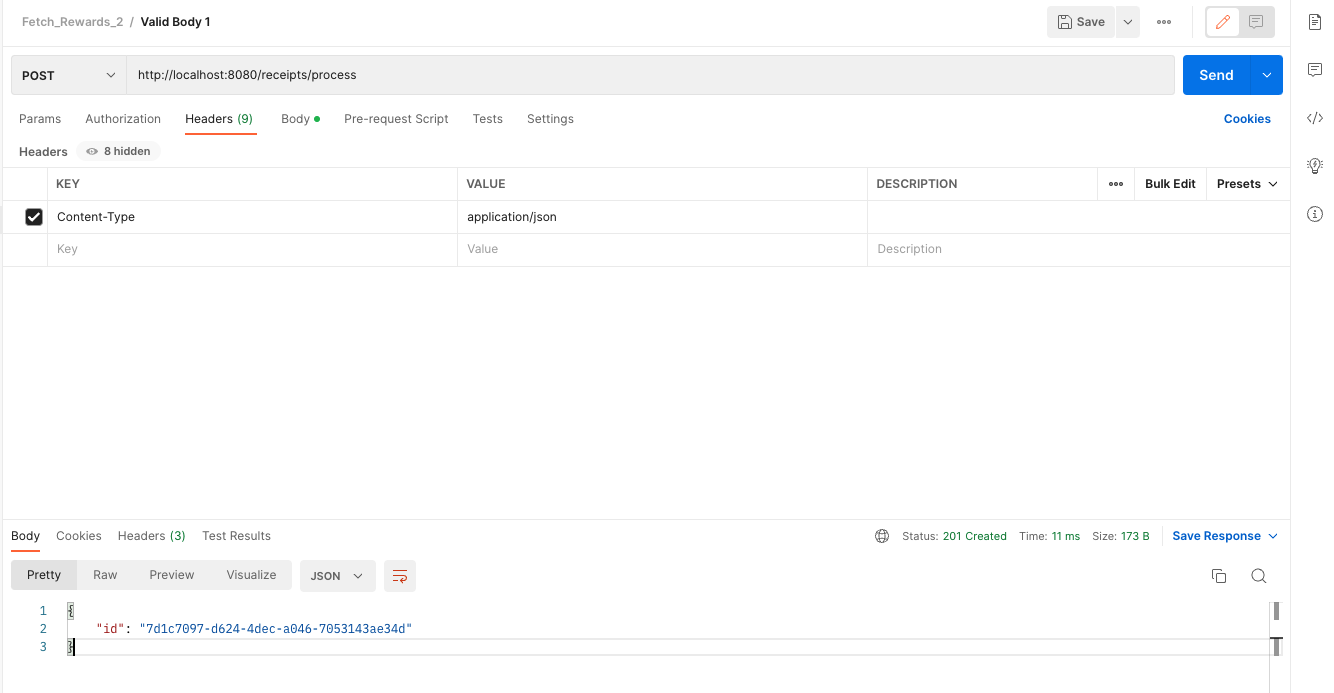 Fetch_Rewards_2 / Valid Body 1
Save
POST
http://localhost:8080/receipts/process
Send
Params Authorization Headers (9) Body Pre-request Script Tests Settings Cookies
Headers 8 hidden
KEY VALUE DESCRIPTION Bulk Edit Presets
Content-Type application/json
Key Value Description
Body Cookies Headers (3) Test Results Status: 201 Created Time: 11 ms Size: 173 B Save Response
Pretty Raw Preview Visualize JSON
1 {
2 "id": "7d1c7097-d624-4dec-a046-7053143ae34d"
3 }